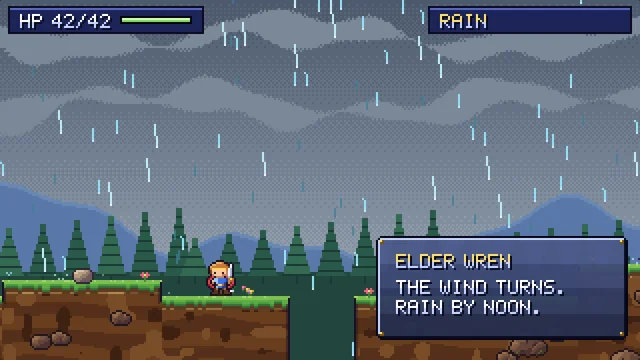 HP 42/42
RAIN
ELDER WREN
THE WIND TURNS.
RAIN BY NOON.